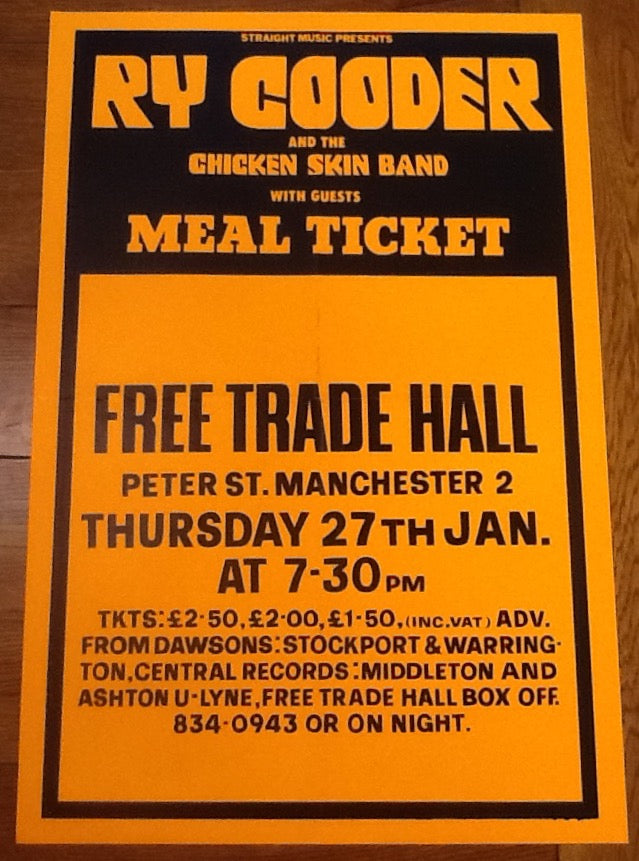 STRAIGHT MUSIC PRESENTS
RY COODER
AND THE
CHICKEN SKIN BAND
WITH GUESTS
MEAL TICKET
FREE TRADE HALL
PETER ST. MANCHESTER 2
THURSDAY 27TH JAN.
AT 7-30 PM
TKTS:£2-50,£2-00,£1-50,(INC.VAT) ADV.
FROM DAWSONS:STOCKPORT & WARRING-
TON,CENTRAL RECORDS:MIDDLETON AND
ASHTON U-LYNE,FREE TRADE HALL BOX OFF.
834-0943 OR ON NIGHT.